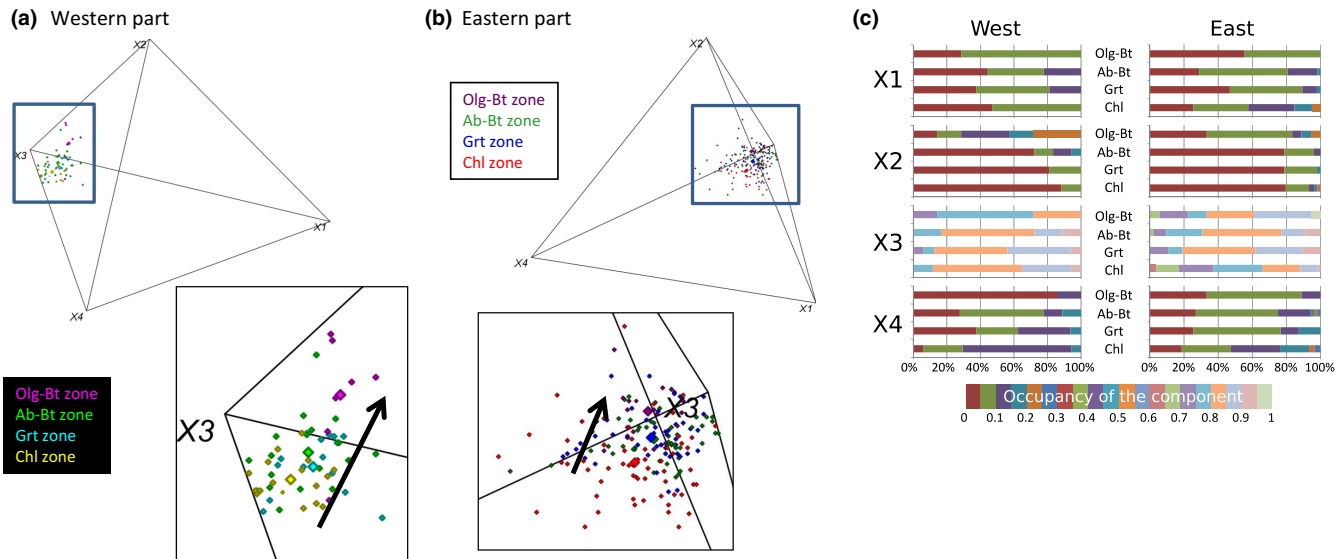 (a) Western part
X2
X3
X1
X4
X3
Olg-Bt zone
Ab-Bt zone
Grt zone
Chl zone
(b) Eastern part
X2
Olg-Bt zone
Ab-Bt zone
Grt zone
Chl zone
X3
X4
X1
X3
(c)
West East
X1
Olg-Bt
Ab-Bt
Grt
Chl
X2
Olg-Bt
Ab-Bt
Grt
Chl
X3
Olg-Bt
Ab-Bt
Grt
Chl
X4
Olg-Bt
Ab-Bt
Grt
Chl
0% 20% 40% 60% 80% 100% 0% 20% 40% 60% 80% 100%
Occupancy of the component
0 0.1 0.2 0.3 0.4 0.5 0.6 0.7 0.8 0.9 1